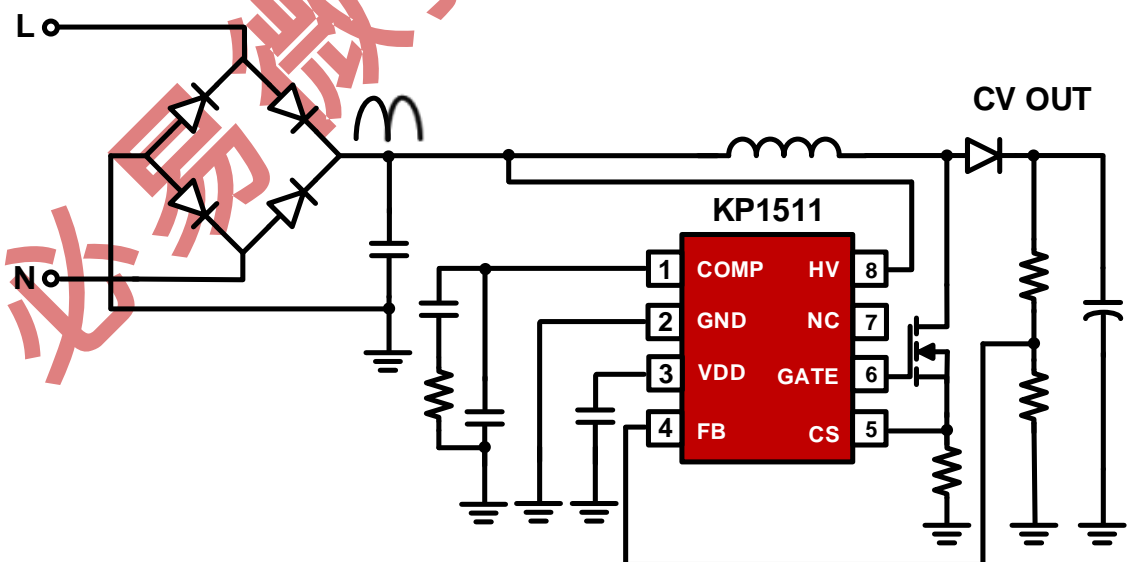 L
CV OUT
必易微
KP1511
N
1 COMP HV 8
2 GND NC 7
3 VDD GATE 6
4 FB CS 5